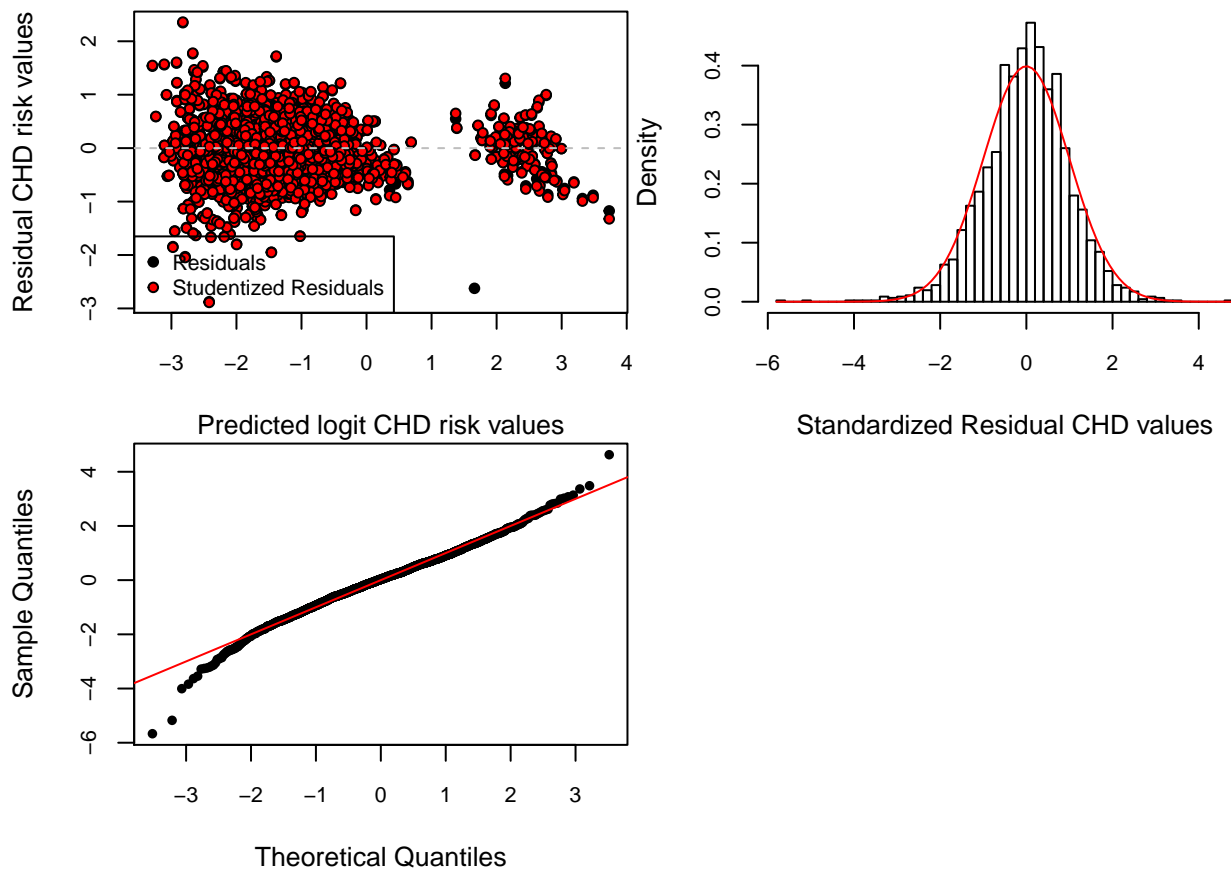 Residual CHD risk values
2
1
0
−1
−2
−3
Residuals
Studentized Residuals
−3 −2 −1 0 1 2 3 4
Predicted logit CHD risk values
Density
0.4
0.3
0.2
0.1
0.0
−6 −4 −2 0 2 4
Standardized Residual CHD values
Sample Quantiles
4
2
0
−2
−4
−6
−3 −2 −1 0 1 2 3
Theoretical Quantiles